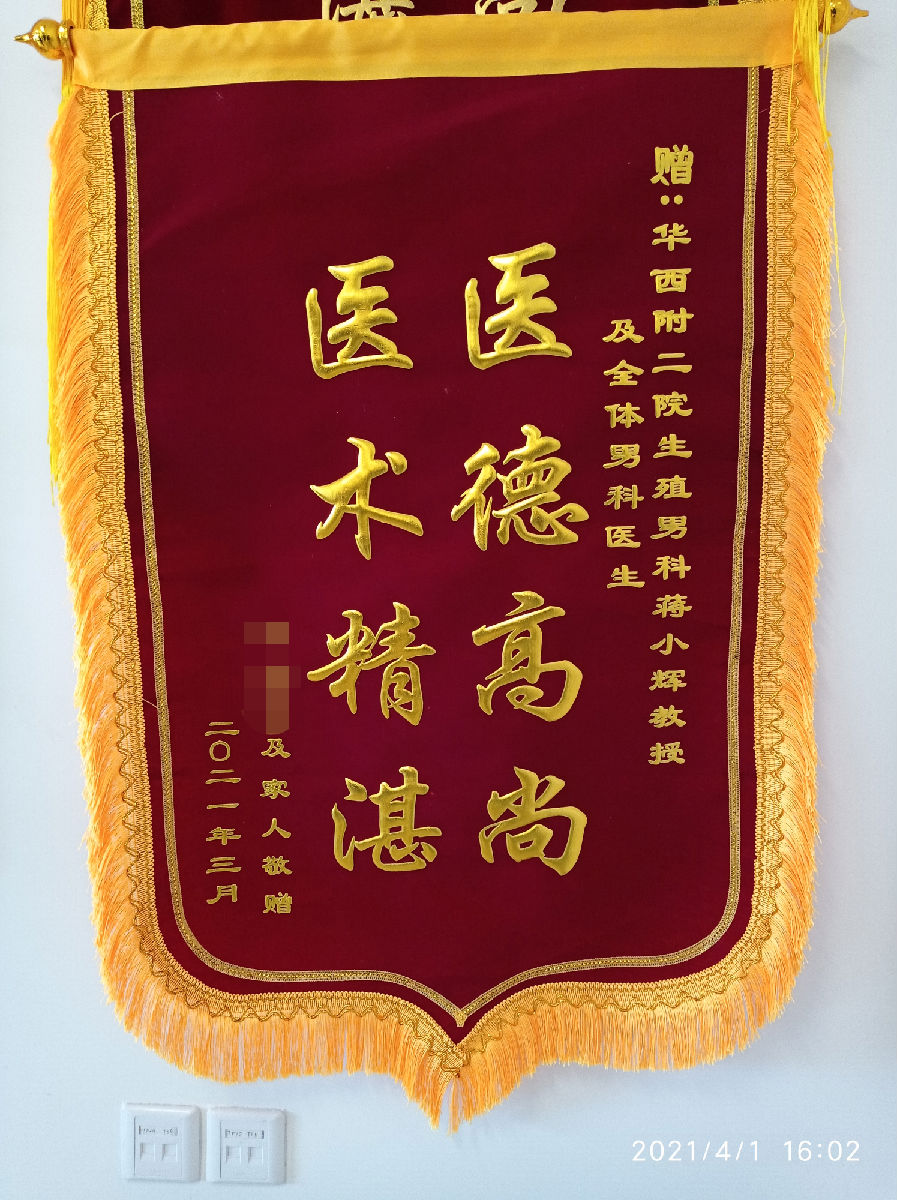 赠:华西附二院生殖男科蒋小辉教授
及全体男科医生
医德高尚
医术精湛
及家人敬赠
二〇二一年三月
2021/4/1 16:02